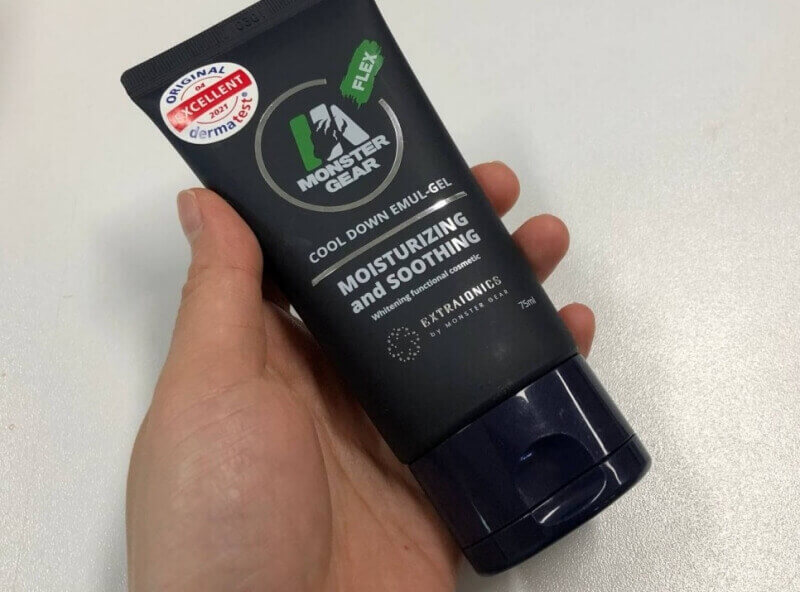 ORIGINAL
04
EXCELLENT
2021
dermatest®
FLEX
MONSTER
GEAR
COOL DOWN EMUL-GEL
MOISTURIZING
and SOOTHING
Whitening functional cosmetic
EXTRAIONICS
by MONSTER GEAR
75ml